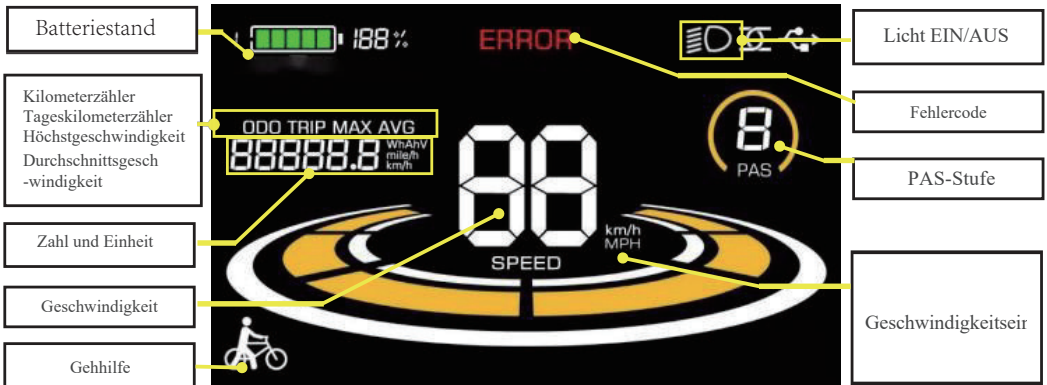 Batteriestand
188 %
ERROR
Licht EIN/AUS
Kilometerzähler
Tageskilometerzähler
Höchstgeschwindigkeit
Durchschnittsgesch
-windigkeit
Fehlercode
ODO TRIP MAX AVG
88888.8
WhAhV
mile/h
km/h
8
PAS
PAS-Stufe
Zahl und Einheit
88
km/h
MPH
SPEED
Geschwindigkeit
Geschwindigkeitsein
Gehhilfe